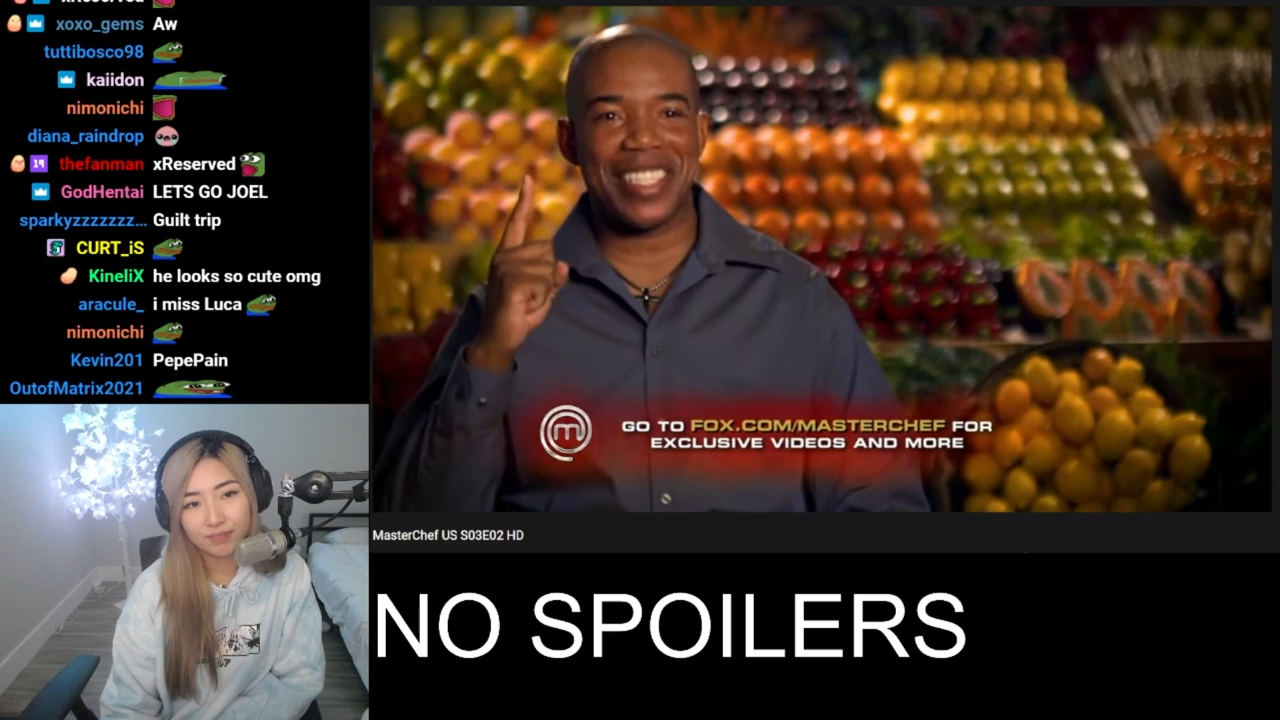 xoxo_gems Aw
tuttibosco98
kaiidon
nimonichi
diana_raindrop
thefanman xReserved
GodHentai LETS GO JOEL
sparkyzzzzzzz... Guilt trip
CURT_iS
KineliX he looks so cute omg
aracule_ i miss Luca
nimonichi
Kevin201 PepePain
OutofMatrix2021
GO TO FOX.COM/MASTERCHEF FOR
EXCLUSIVE VIDEOS AND MORE
MasterChef US S03E02 HD
NO SPOILERS